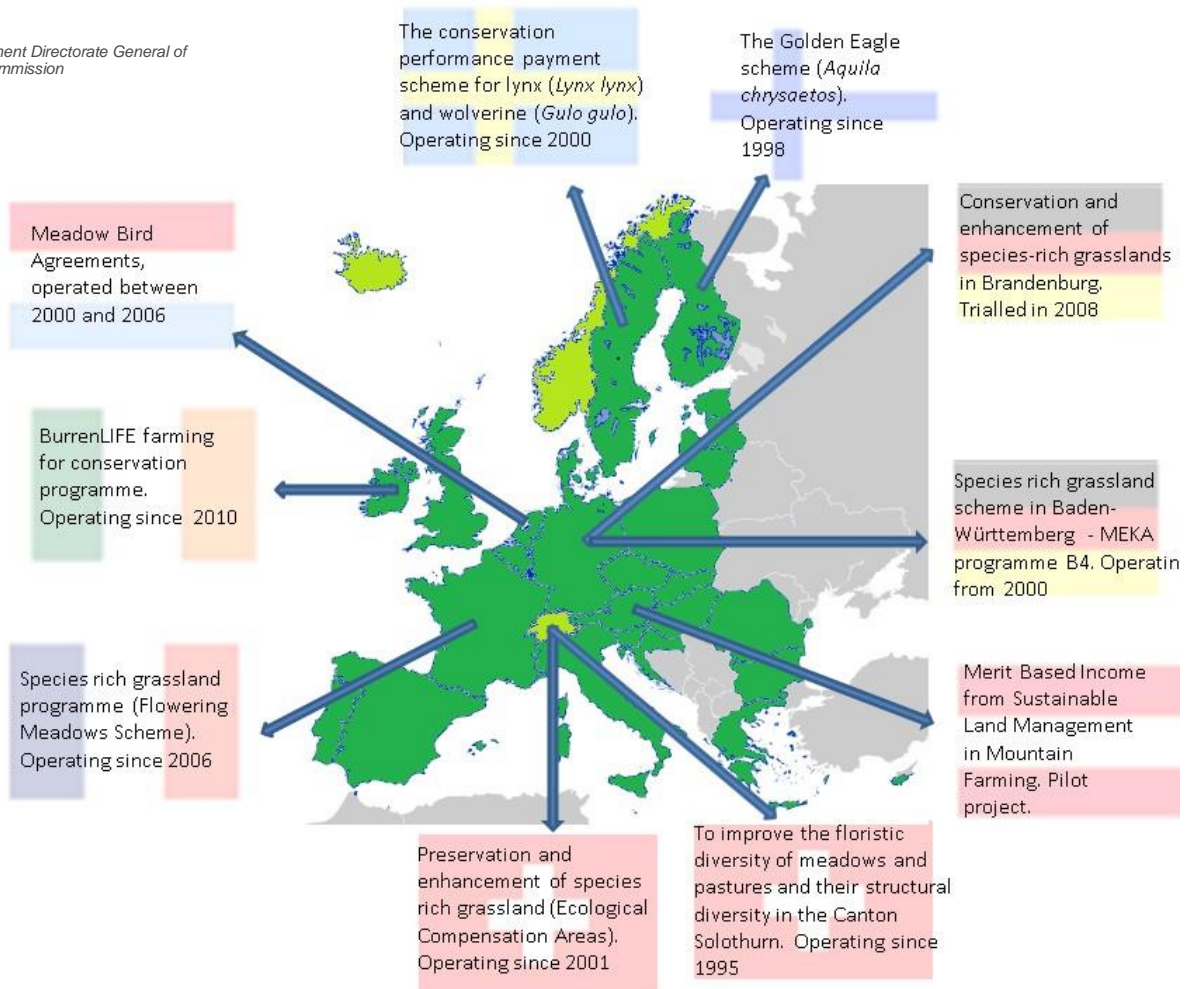 ment Directorate General of
mmission
The conservation
performance payment
scheme for lynx (Lynx lynx)
and wolverine (Gulo gulo).
Operating since 2000
The Golden Eagle
scheme (Aquila
chrysaetos).
Operating since
1998
Meadow Bird
Agreements,
operated between
2000 and 2006
Conservation and
enhancement of
species-rich grasslands
in Brandenburg.
Trialled in 2008
BurrenLIFE farming
for conservation
programme.
Operating since 2010
Species rich grassland
scheme in Baden-
Württemberg - MEKA
programme B4. Operatin
from 2000
Species rich grassland
programme (Flowering
Meadows Scheme).
Operating since 2006
Merit Based Income
from Sustainable
Land Management
in Mountain
Farming. Pilot
project.
Preservation and
enhancement of species
rich grassland (Ecological
Compensation Areas).
Operating since 2001
To improve the floristic
diversity of meadows and
pastures and their structural
diversity in the Canton
Solothurn. Operating since
1995